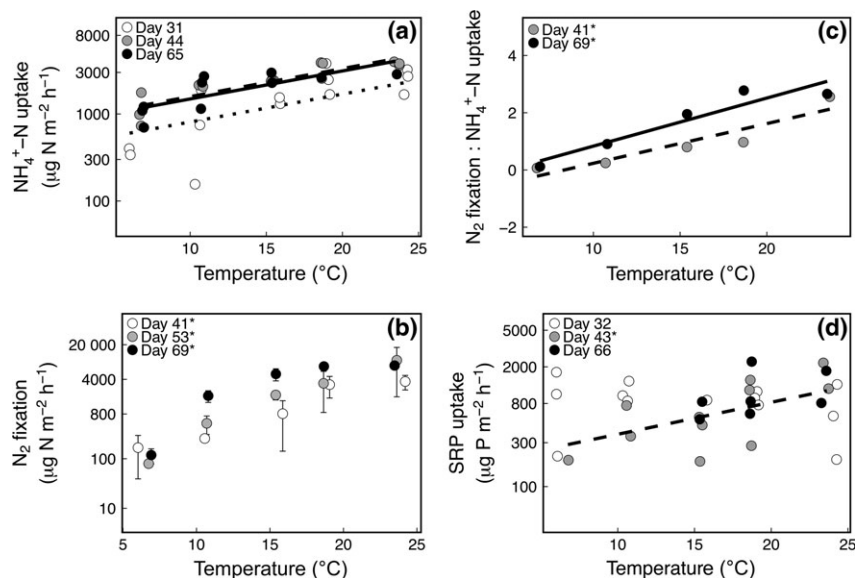 (a)
Day 31
Day 44
Day 65
8000
3000
1000
300
100
NH₄⁺–N uptake
(µg N m⁻² h⁻¹)
5
10
15
20
25
Temperature (°C)
(c)
Day 41*
Day 69*
4
2
0
−2
N₂ fixation : NH₄⁺–N uptake
10
15
20
Temperature (°C)
(b)
Day 41*
Day 53*
Day 69*
20 000
4000
800
100
10
N₂ fixation
(µg N m⁻² h⁻¹)
5
10
15
20
25
Temperature (°C)
(d)
Day 32
Day 43*
Day 66
5000
2000
800
300
100
SRP uptake
(µg P m⁻² h⁻¹)
10
15
20
25
Temperature (°C)